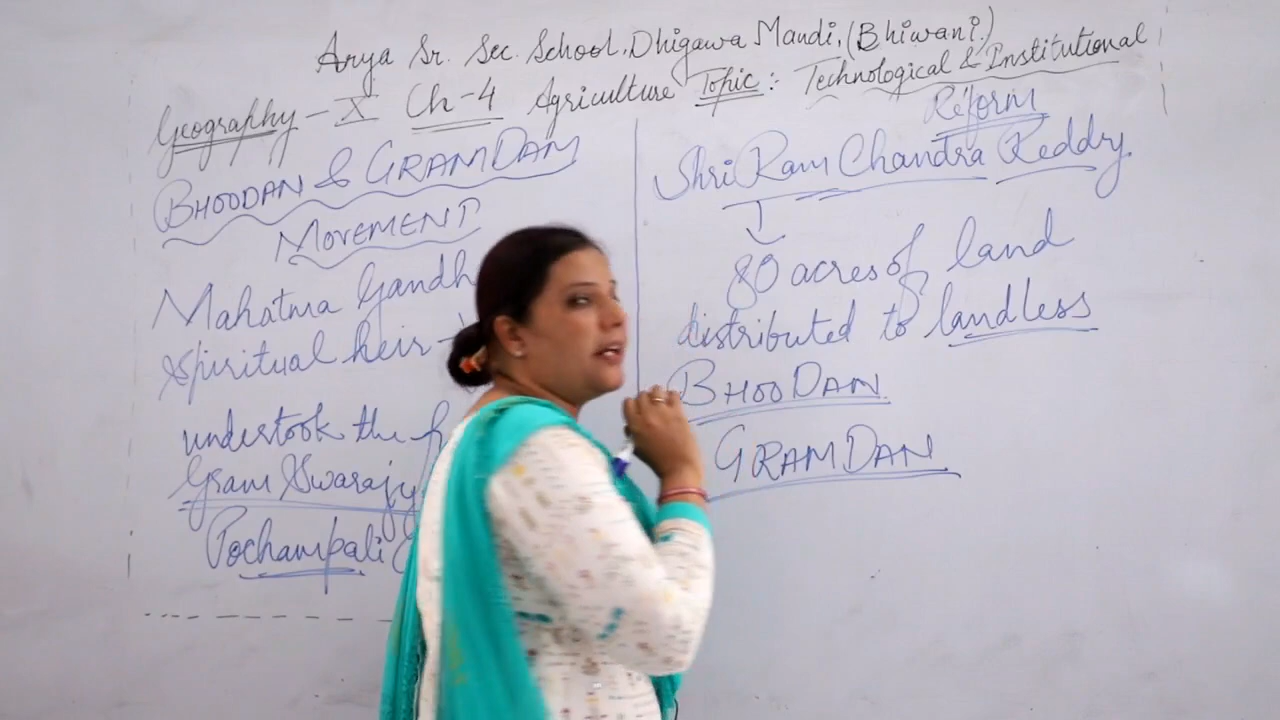 Arya Sr. Sec. School, Dhigawa Mandi, (Bhiwani.)
Geography - X Ch-4 Agriculture Topic : Technological & Institutional
Reform
BHOODAN & GRAMDAN
MOVEMENT
Mahatma Gandh
Spiritual heir -
undertook the
Gram Swarajy
Pochampali
Shri Ram Chandra Reddy.
80 acres of land
distributed to landless
BHOODAN
GRAMDAN